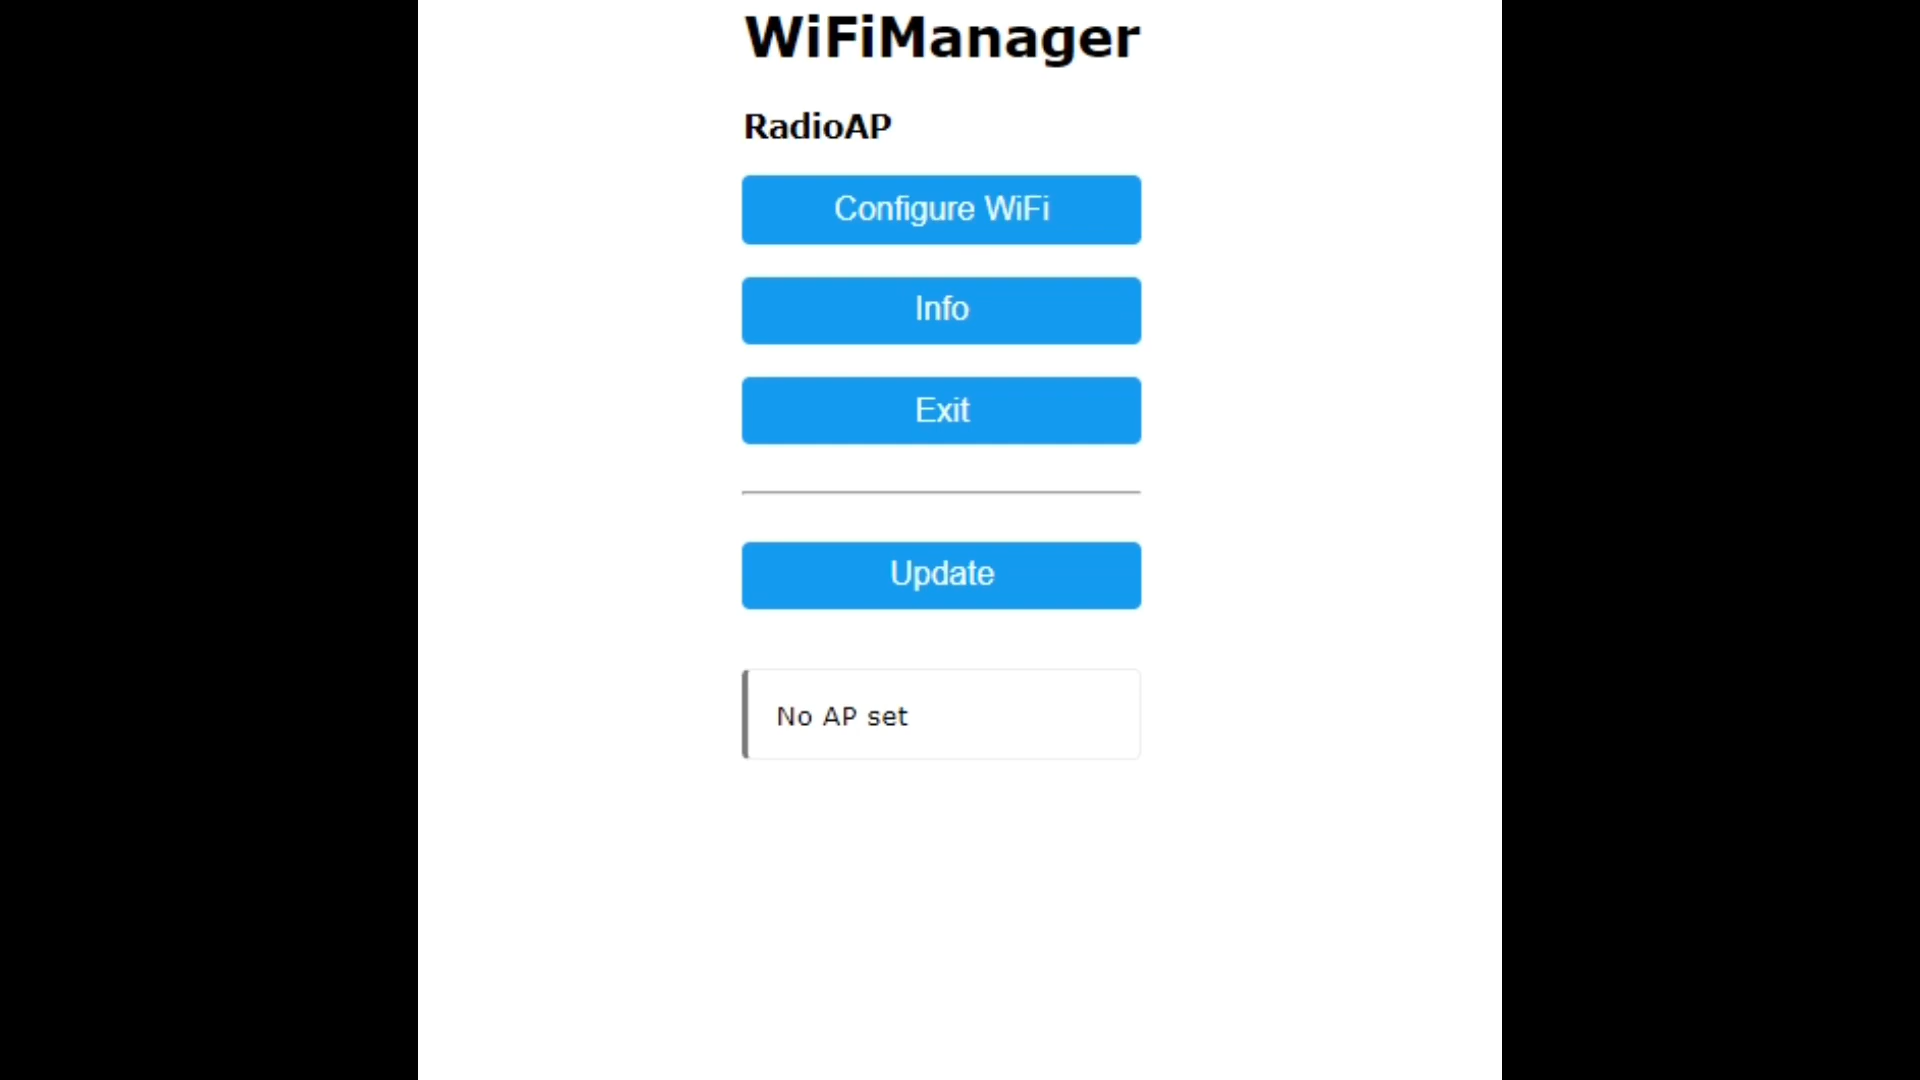 WiFiManager
RadioAP
Configure WiFi
Info
Exit
Update
No AP set